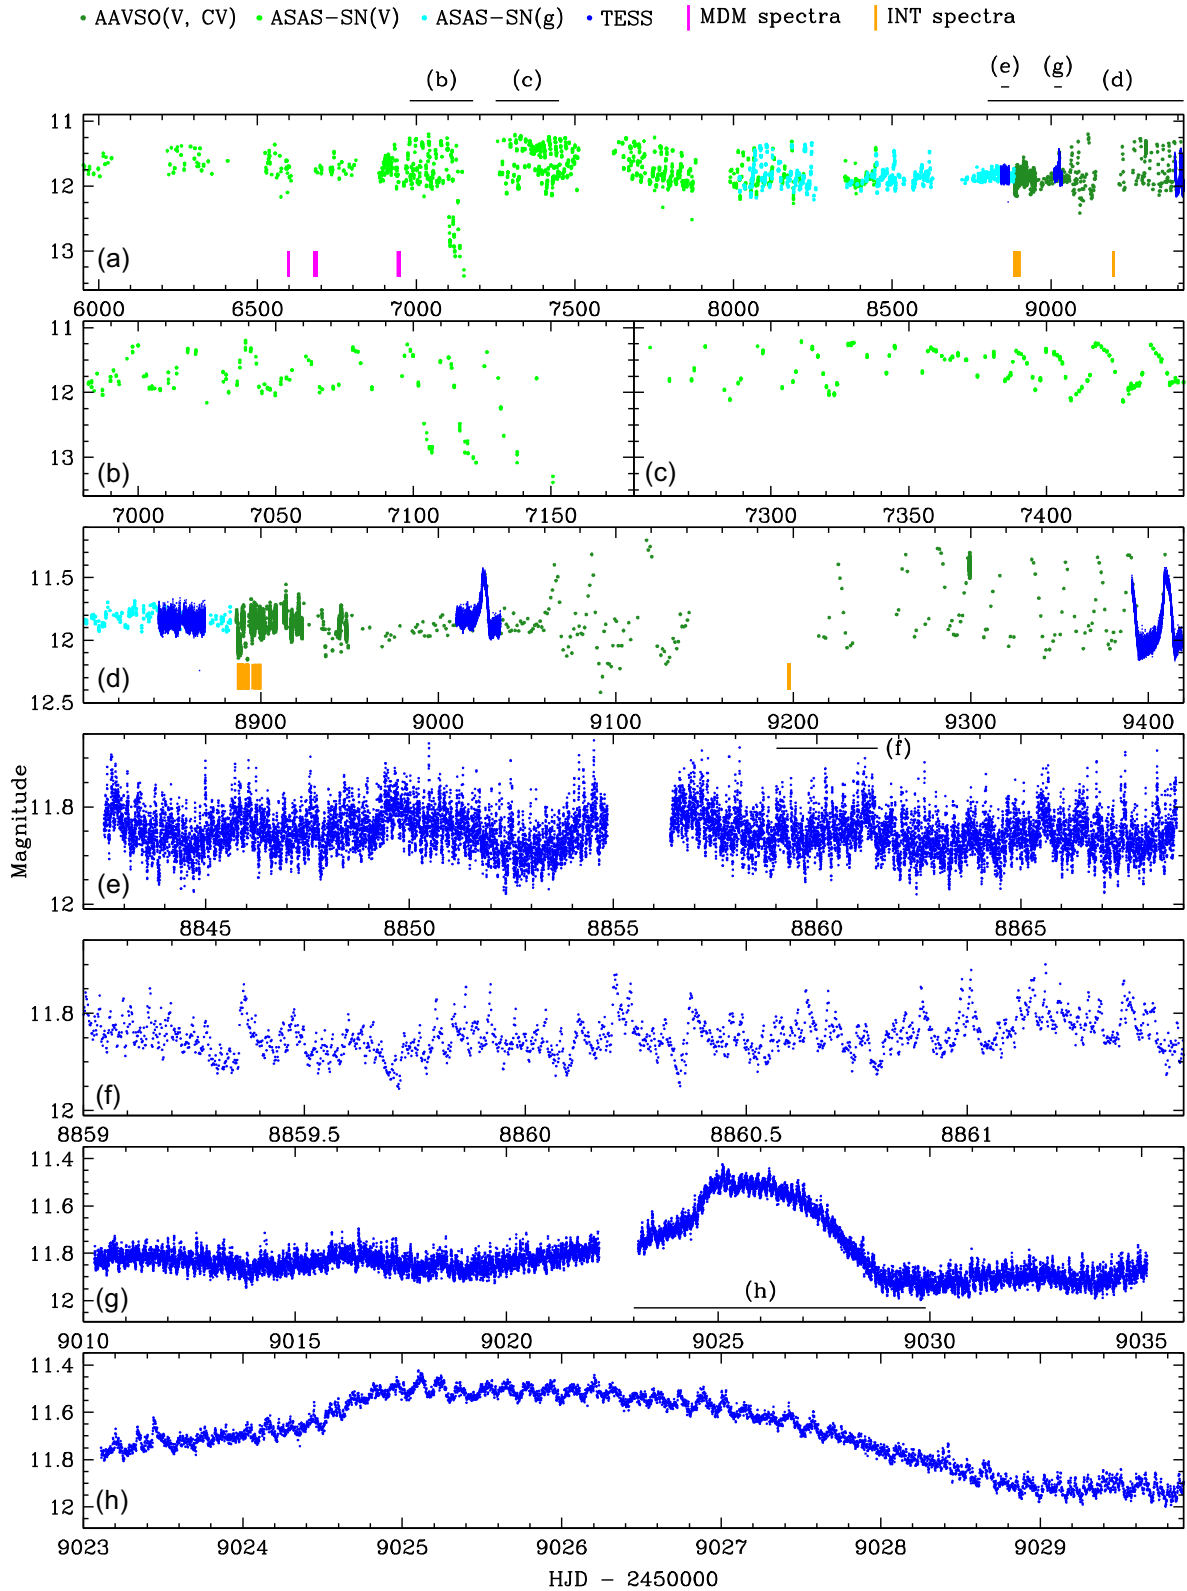 AAVSO(V, CV) ASAS-SN(V) ASAS-SN(g) TESS MDM spectra INT spectra
(b) (c) (e) (g) (d)
11
12
13
(a)
6000 6500 7000 7500 8000 8500 9000
11
12
13
(b) (c)
7000 7050 7100 7150 7300 7350 7400
11.5
12
12.5
(d)
8900 9000 9100 9200 9300 9400
Magnitude
(f)
11.8
12
(e)
8845 8850 8855 8860 8865
11.8
12
(f)
8859 8859.5 8860 8860.5 8861
11.4
11.6
11.8
12
(g) (h)
9010 9015 9020 9025 9030 9035
11.4
11.6
11.8
12
(h)
9023 9024 9025 9026 9027 9028 9029
HJD - 2450000